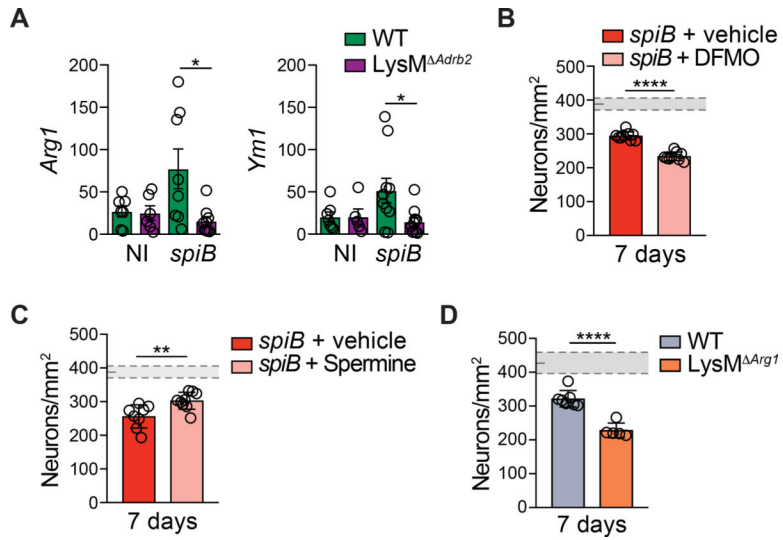 A
WT
LysMΔAdrb2
Arg1
200
150
100
50
0
*
NI spiB
Ym1
200
150
100
50
0
*
NI spiB
B
spiB + vehicle
spiB + DFMO
Neurons/mm²
500
400
300
200
100
0
****
7 days
C
spiB + vehicle
spiB + Spermine
Neurons/mm²
500
400
300
200
100
0
**
7 days
D
WT
LysMΔArg1
Neurons/mm²
500
400
300
200
100
0
****
7 days